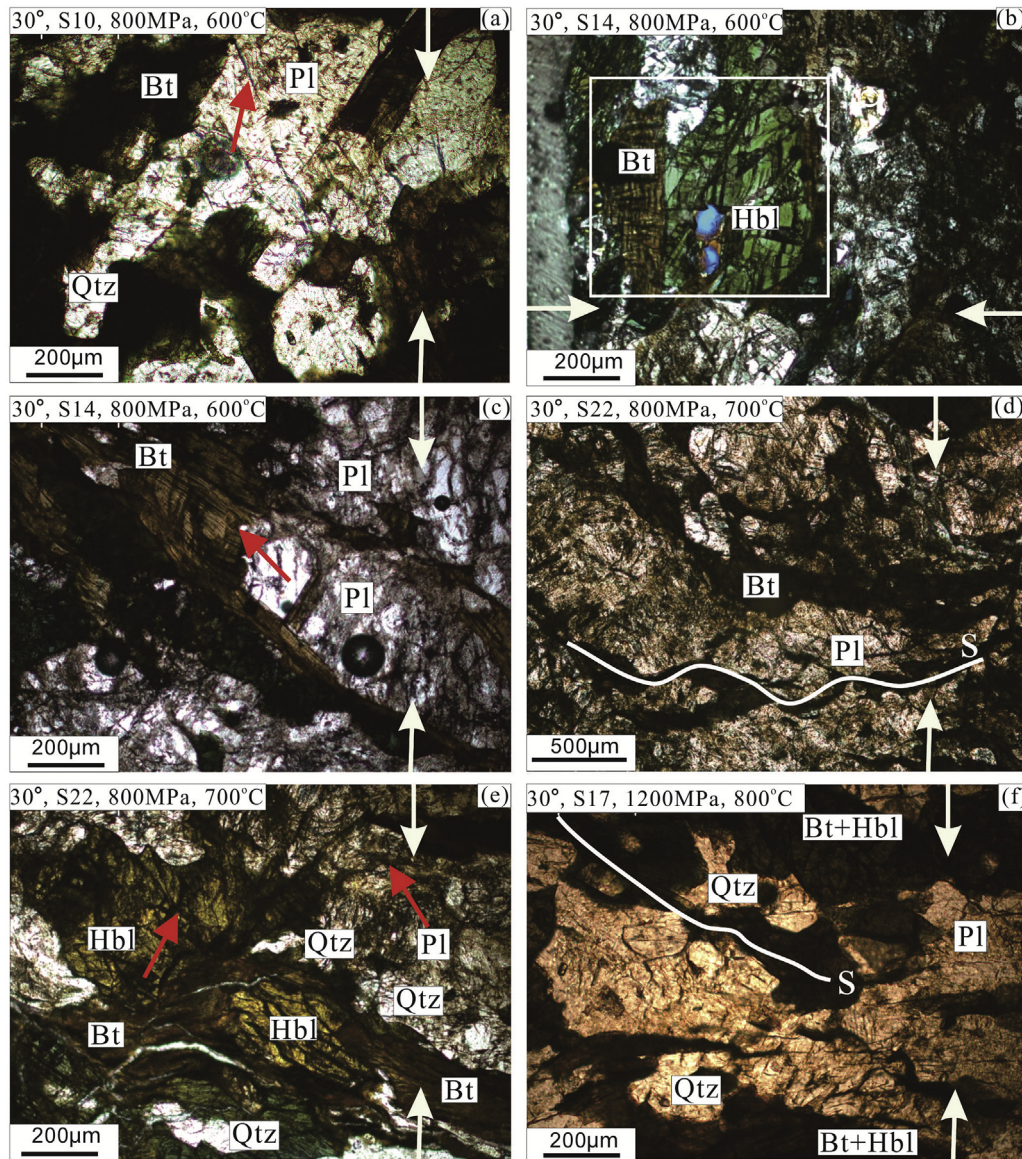 30°, S10, 800MPa, 600°C
(a)
Bt
Pl
Qtz
200μm
30°, S14, 800MPa, 600°C
(b)
Bt
Hbl
200μm
30°, S14, 800MPa, 600°C
(c)
Bt
Pl
Pl
200μm
30°, S22, 800MPa, 700°C
(d)
Bt
Pl
S
500μm
30°, S22, 800MPa, 700°C
(e)
Hbl
Qtz
Pl
Qtz
Hbl
Bt
Bt
Qtz
200μm
30°, S17, 1200MPa, 800°C
(f)
Bt+Hbl
Qtz
Pl
S
Qtz
Bt+Hbl
200μm